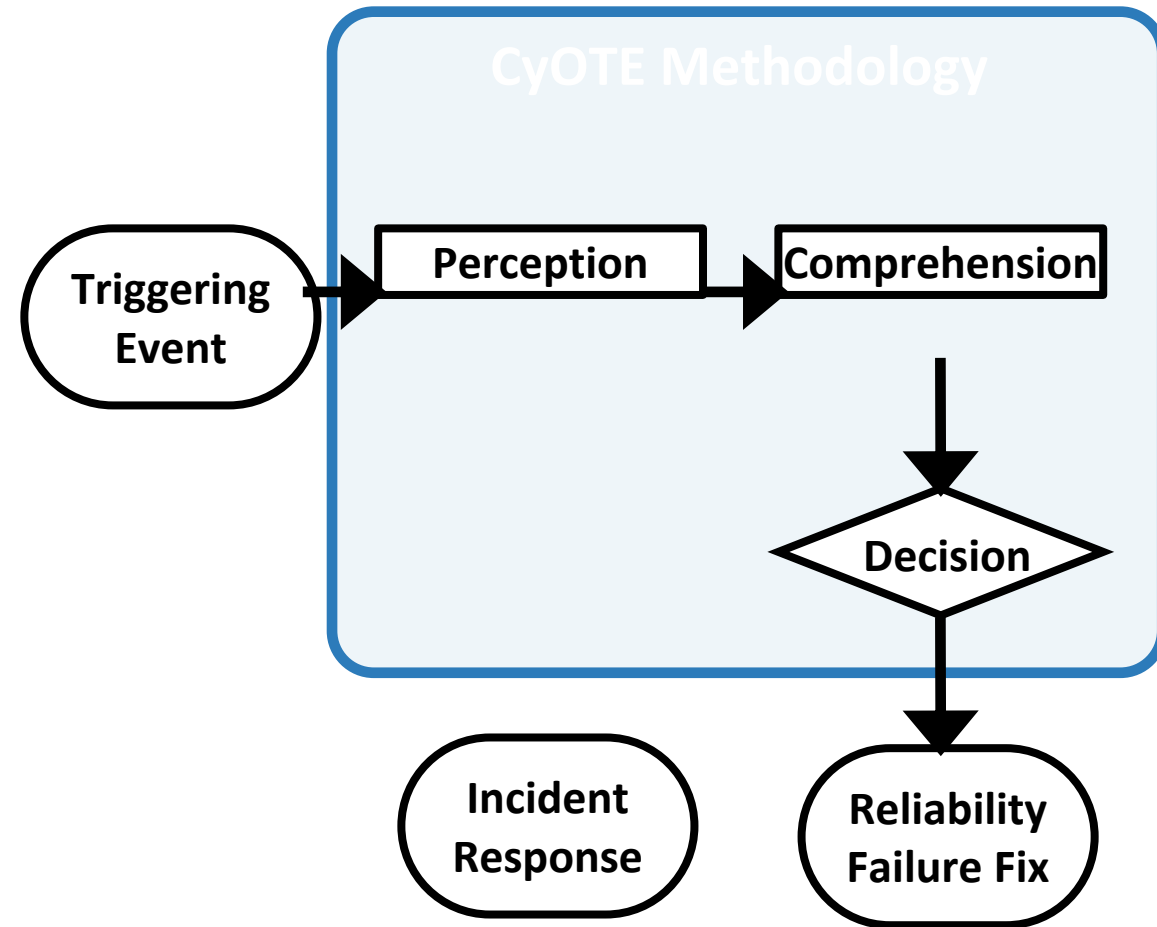 CyOTE Methodology
Triggering
Event
Perception
Comprehension
Decision
Incident
Response
Reliability
Failure Fix